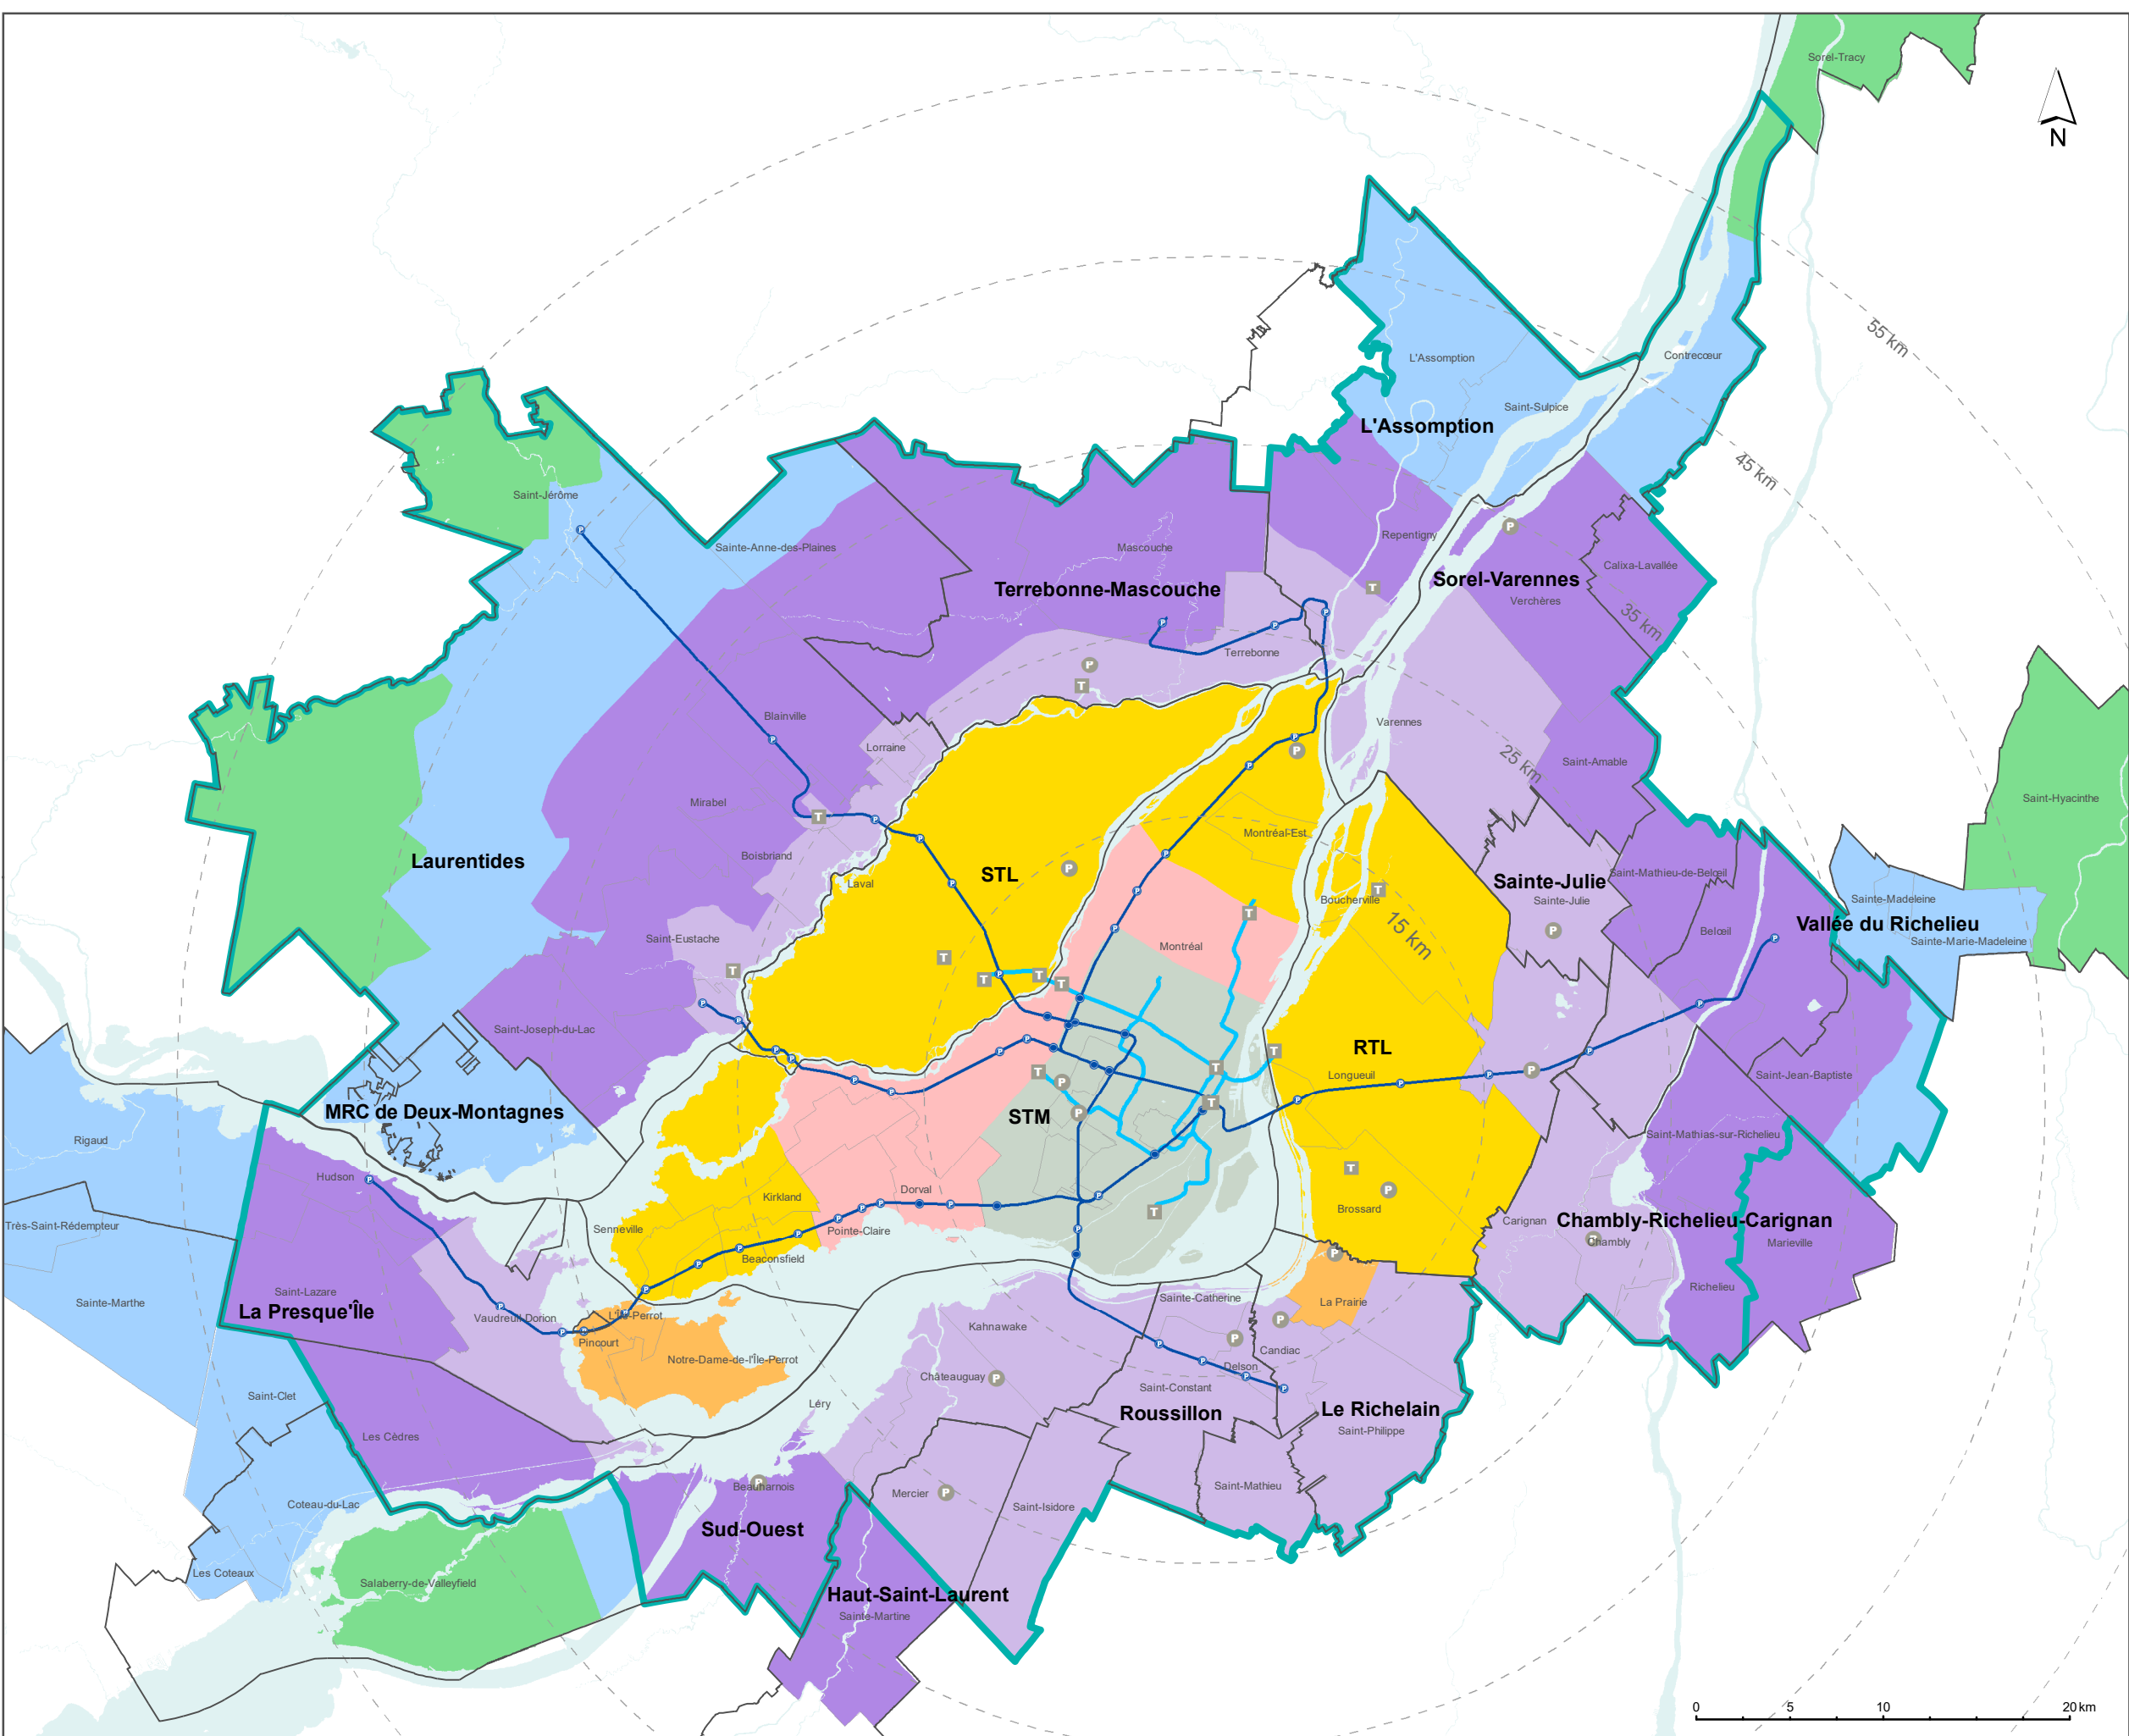 Sorel-Tracy
N
55 km
L'Assomption
Contrecœur
Saint-Sulpice
L'Assomption
45 km
Saint-Jérôme
Sainte-Anne-des-Plaines
Mascouche
Repentigny
Calixa-Lavallée
Sorel-Varennes
Terrebonne-Mascouche
Verchères
35 km
Terrebonne
Blainville
Varennes
Lorraine
25 km
Saint-Amable
Mirabel
Saint-Hyacinthe
Montréal-Est
Boisbriand
Laurentides
STL
Saint-Mathieu-de-Belœil
Sainte-Julie
Laval
Boucherville
Sainte-Julie
Sainte-Madeleine
15 km
Vallée du Richelieu
Belœil
Saint-Eustache
Montréal
Sainte-Marie-Madeleine
Saint-Joseph-du-Lac
RTL
Longueuil
Saint-Jean-Baptiste
MRC de Deux-Montagnes
STM
Rigaud
Saint-Mathias-sur-Richelieu
Hudson
Dorval
Kirkland
Brossard
Très-Saint-Rédempteur
Senneville
Pointe-Claire
Carignan
Chambly-Richelieu-Carignan
Chambly
Marieville
Beaconsfield
Saint-Lazare
Richelieu
Sainte-Marthe
La Presque'Île
Sainte-Catherine
La Prairie
Vaudreuil-Dorion
L'Île-Perrot
Kahnawake
Pincourt
Candiac
Notre-Dame-de-l'Île-Perrot
Delson
Châteauguay
Saint-Clet
Saint-Constant
Léry
Roussillon
Le Richelain
Les Cèdres
Saint-Philippe
Beauharnois
Saint-Mathieu
Mercier
Coteau-du-Lac
Saint-Isidore
Sud-Ouest
Les Coteaux
Salaberry-de-Valleyfield
Haut-Saint-Laurent
Sainte-Martine
0 5 10 20 km